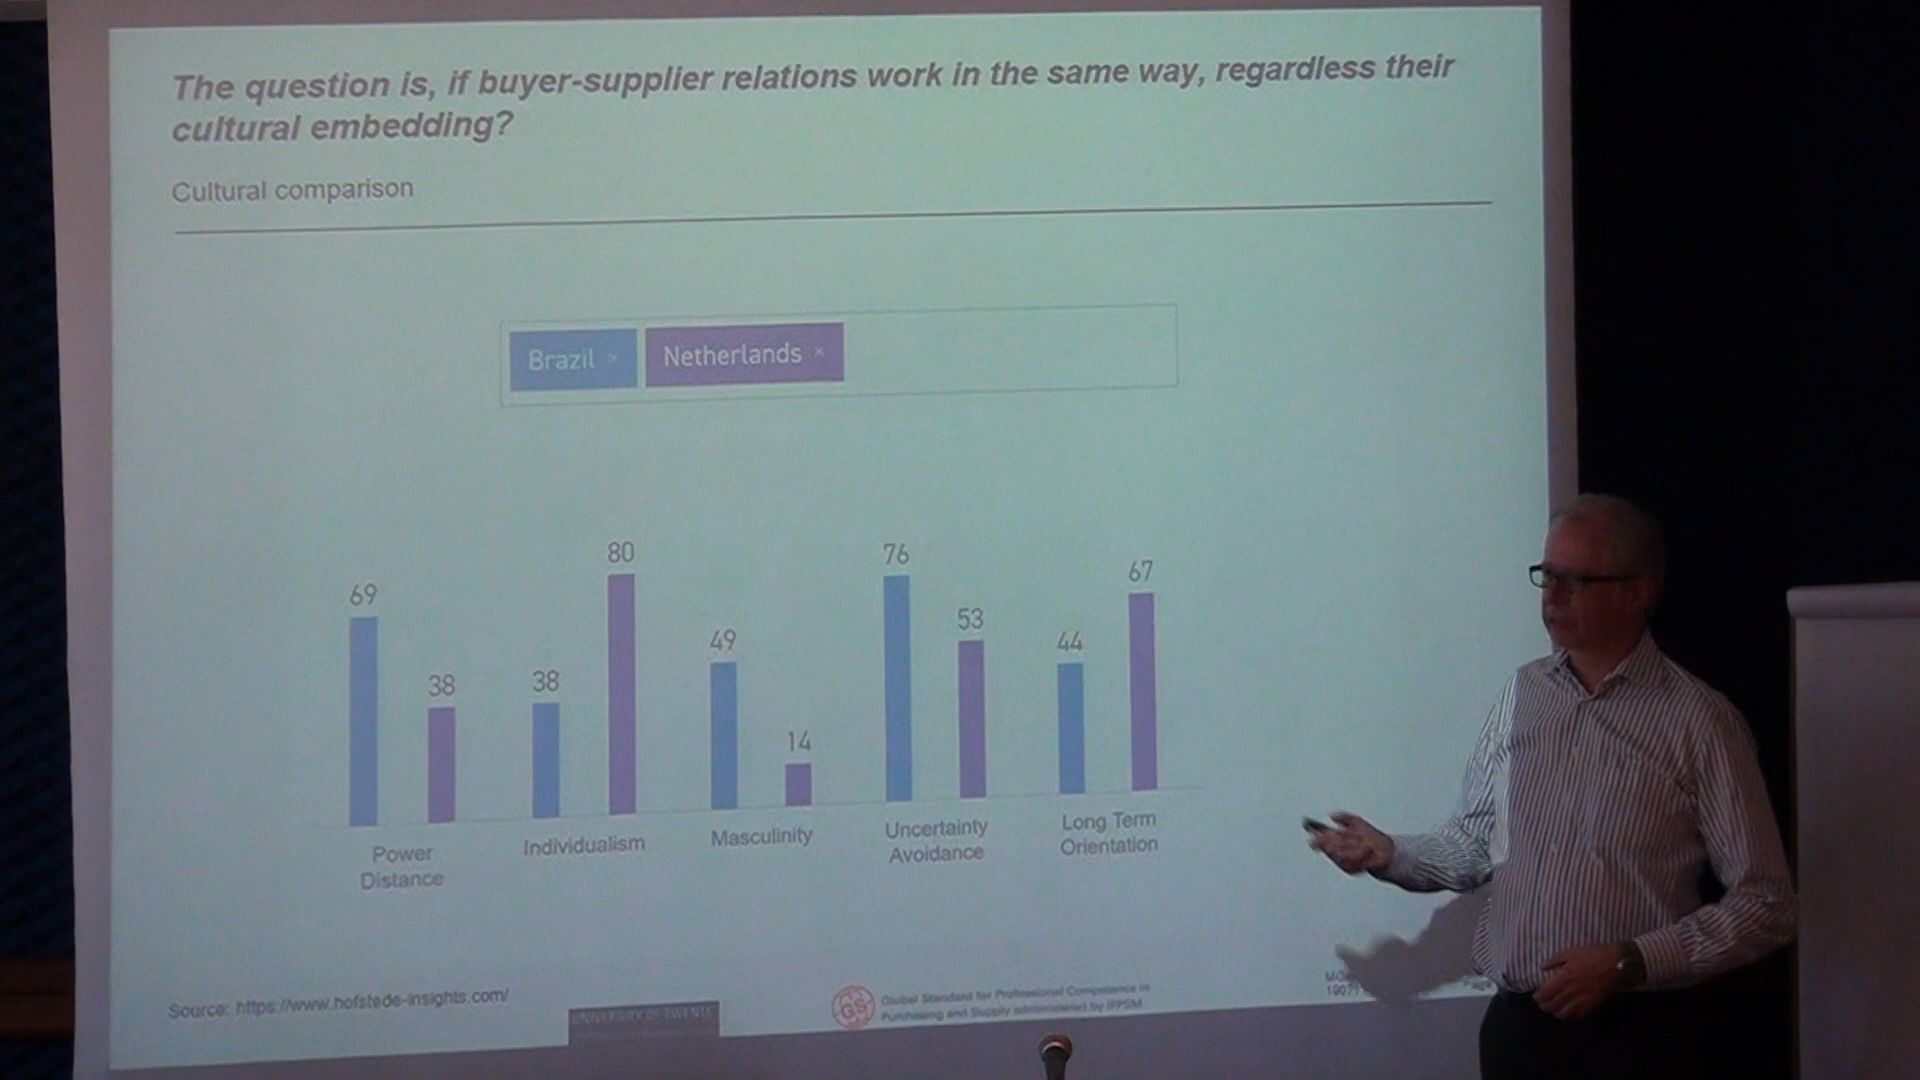 The question is, if buyer-supplier relations work in the same way, regardless their
cultural embedding?
Cultural comparison
Brazil ×
Netherlands ×
69
38
38
80
49
14
76
53
44
67
Power
Distance
Individualism
Masculinity
Uncertainty
Avoidance
Long Term
Orientation
Source: https://www.hofstede-insights.com/
UNIVERSITY OF TWENTE
GS
Global Standard for Professional Competence in
Purchasing and Supply administered by IFPSM
Page